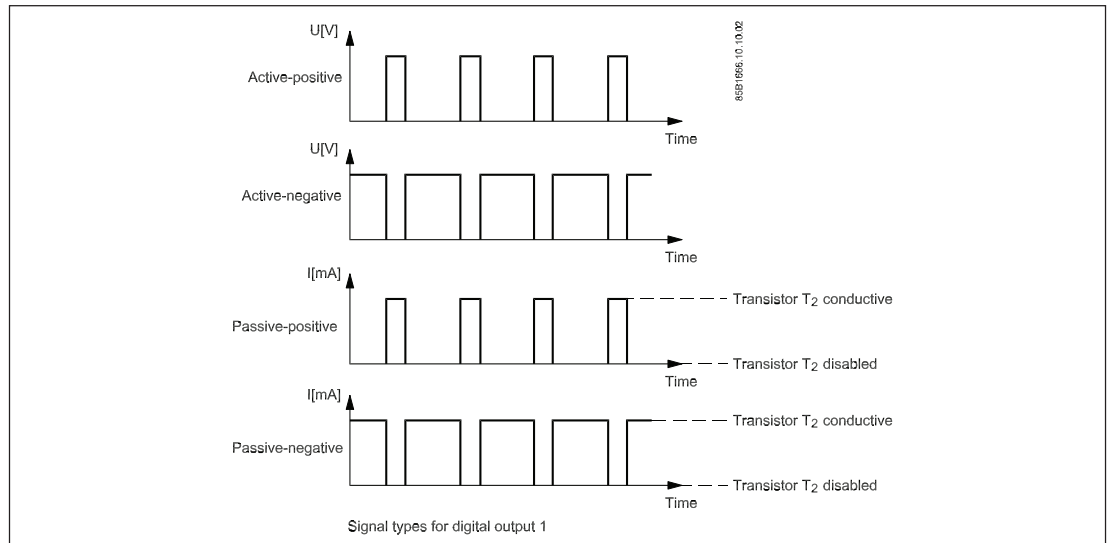 U[V]
Active-positive
Time
85B1666.10.10.02
U[V]
Active-negative
Time
I[mA]
Passive-positive
Transistor T2 conductive
Transistor T2 disabled
Time
I[mA]
Passive-negative
Transistor T2 conductive
Transistor T2 disabled
Time
Signal types for digital output 1